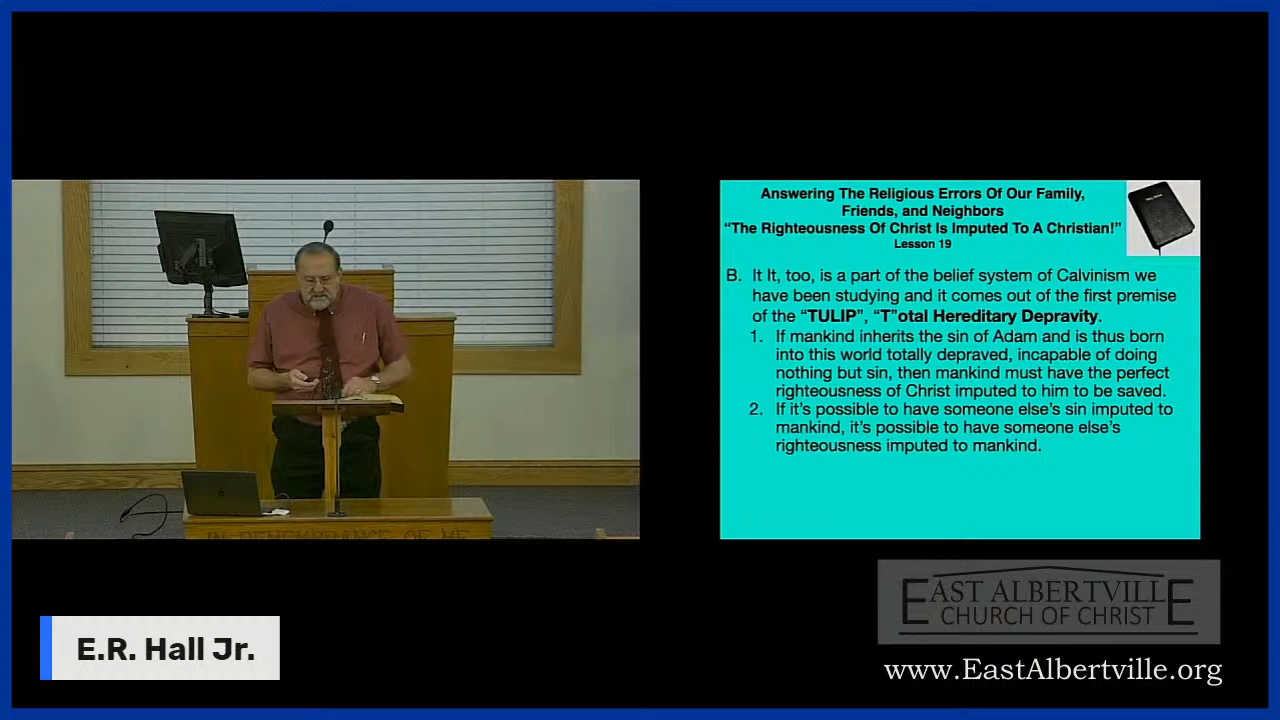 Answering The Religious Errors Of Our Family,
Friends, and Neighbors
“The Righteousness Of Christ Is Imputed To A Christian!”
Lesson 19
B. It It, too, is a part of the belief system of Calvinism we
have been studying and it comes out of the first premise
of the “TULIP”, “T”otal Hereditary Depravity.
1. If mankind inherits the sin of Adam and is thus born
into this world totally depraved, incapable of doing
nothing but sin, then mankind must have the perfect
righteousness of Christ imputed to him to be saved.
2. If it’s possible to have someone else’s sin imputed to
mankind, it’s possible to have someone else’s
righteousness imputed to mankind.
IN REMEMBRANCE OF ME
E.R. Hall Jr.
EAST ALBERTVILLE
CHURCH OF CHRIST
www.EastAlbertville.org